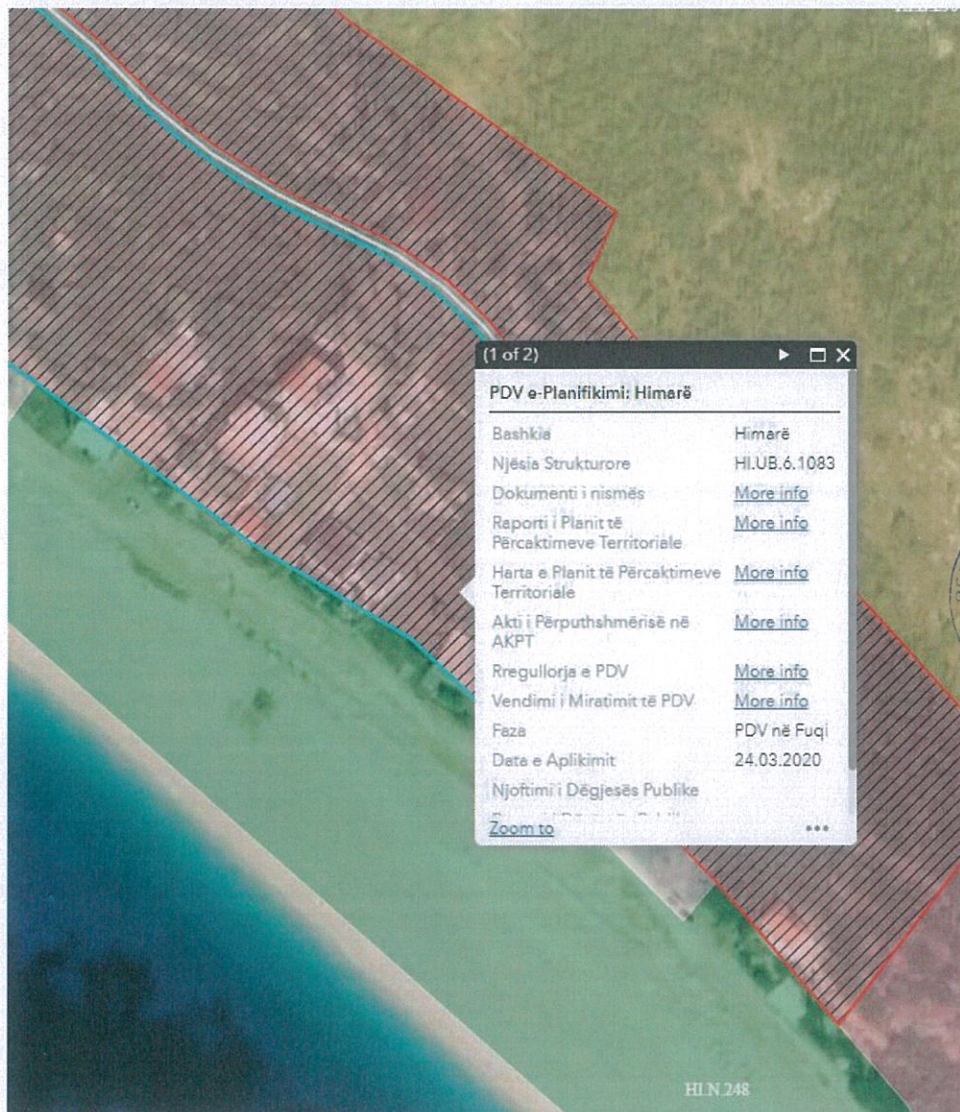 (1 of 2)
PDV e-Planifikimi: Himarë
Bashkia Himarë
Njësia Strukturore HI.UB.6.1083
Dokumenti i nismës More info
Raporti i Planit të More info
Përcaktimeve Territoriale
Harta e Planit të Përcaktimeve More info
Territoriale
Akti i Përputhshmërisë në More info
AKPT
Rregullorja e PDV More info
Vendimi i Miratimit të PDV More info
Faza PDV në Fuqi
Data e Aplikimit 24.03.2020
Njoftimi i Dëgjesës Publike
Zoom to
HI.N.248